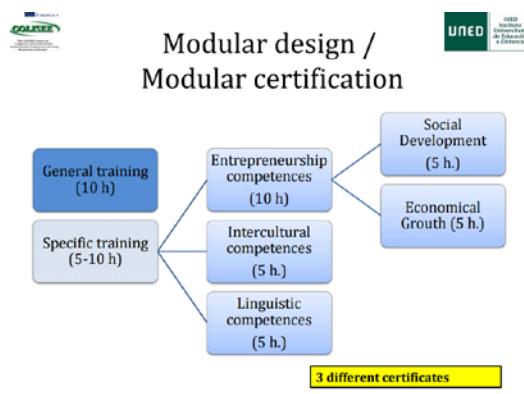 COLISEE
UNED
IUED
Instituto
Universitario
de Educación
a Distancia
Modular design /
Modular certification
General training
(10 h)
Specific training
(5-10 h)
Entrepreneurship
competences
(10 h)
Intercultural
competences
(5 h.)
Linguistic
competences
(5 h.)
Social
Development
(5 h.)
Economical
Grouth (5 h.)
3 different certificates